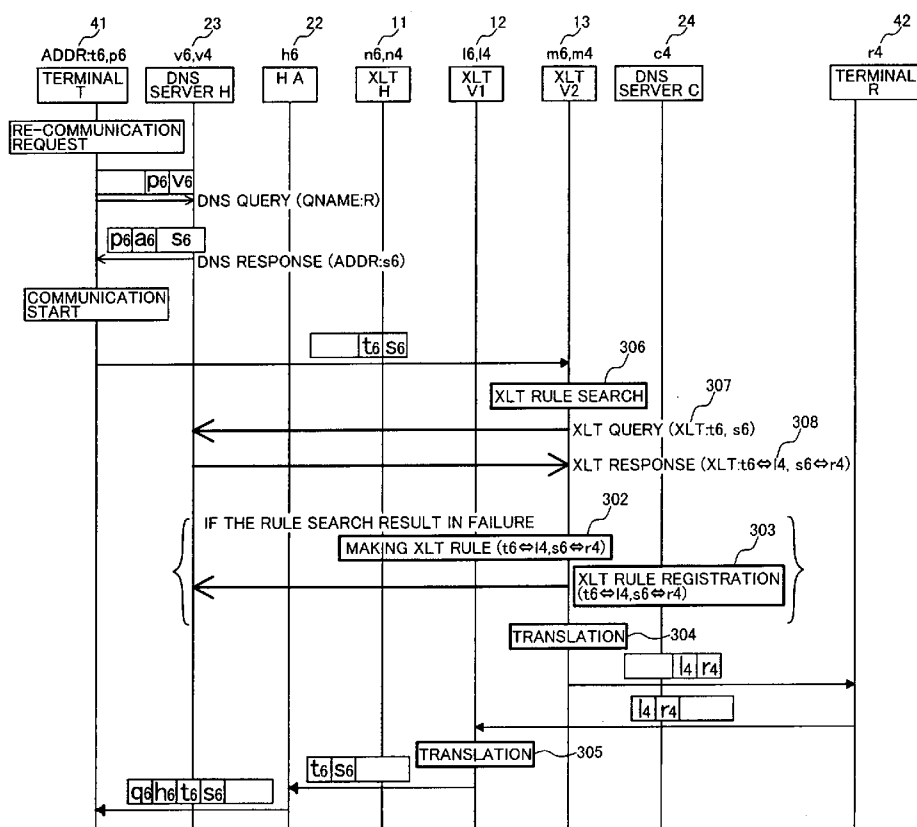 41 23 22 11 12 13 24 42
ADDR:t6,p6 v6,v4 h6 n6,n4 l6,l4 m6,m4 c4 r4
TERMINAL T
DNS SERVER H
H A
XLT H
XLT V1
XLT V2
DNS SERVER C
TERMINAL R
RE-COMMUNICATION
REQUEST
p6 v6
DNS QUERY (QNAME:R)
p6 a6 s6
DNS RESPONSE (ADDR:s6)
COMMUNICATION
START
t6 s6
306
XLT RULE SEARCH
307
XLT QUERY (XLT:t6, s6)
308
XLT RESPONSE (XLT:t6⇔l4, s6⇔r4)
IF THE RULE SEARCH RESULT IN FAILURE
302
MAKING XLT RULE (t6⇔l4,s6⇔r4)
303
XLT RULE REGISTRATION
(t6⇔l4,s6⇔r4)
TRANSLATION 304
l4 r4
l4 r4
TRANSLATION 305
t6 s6
q6 h6 t6 s6